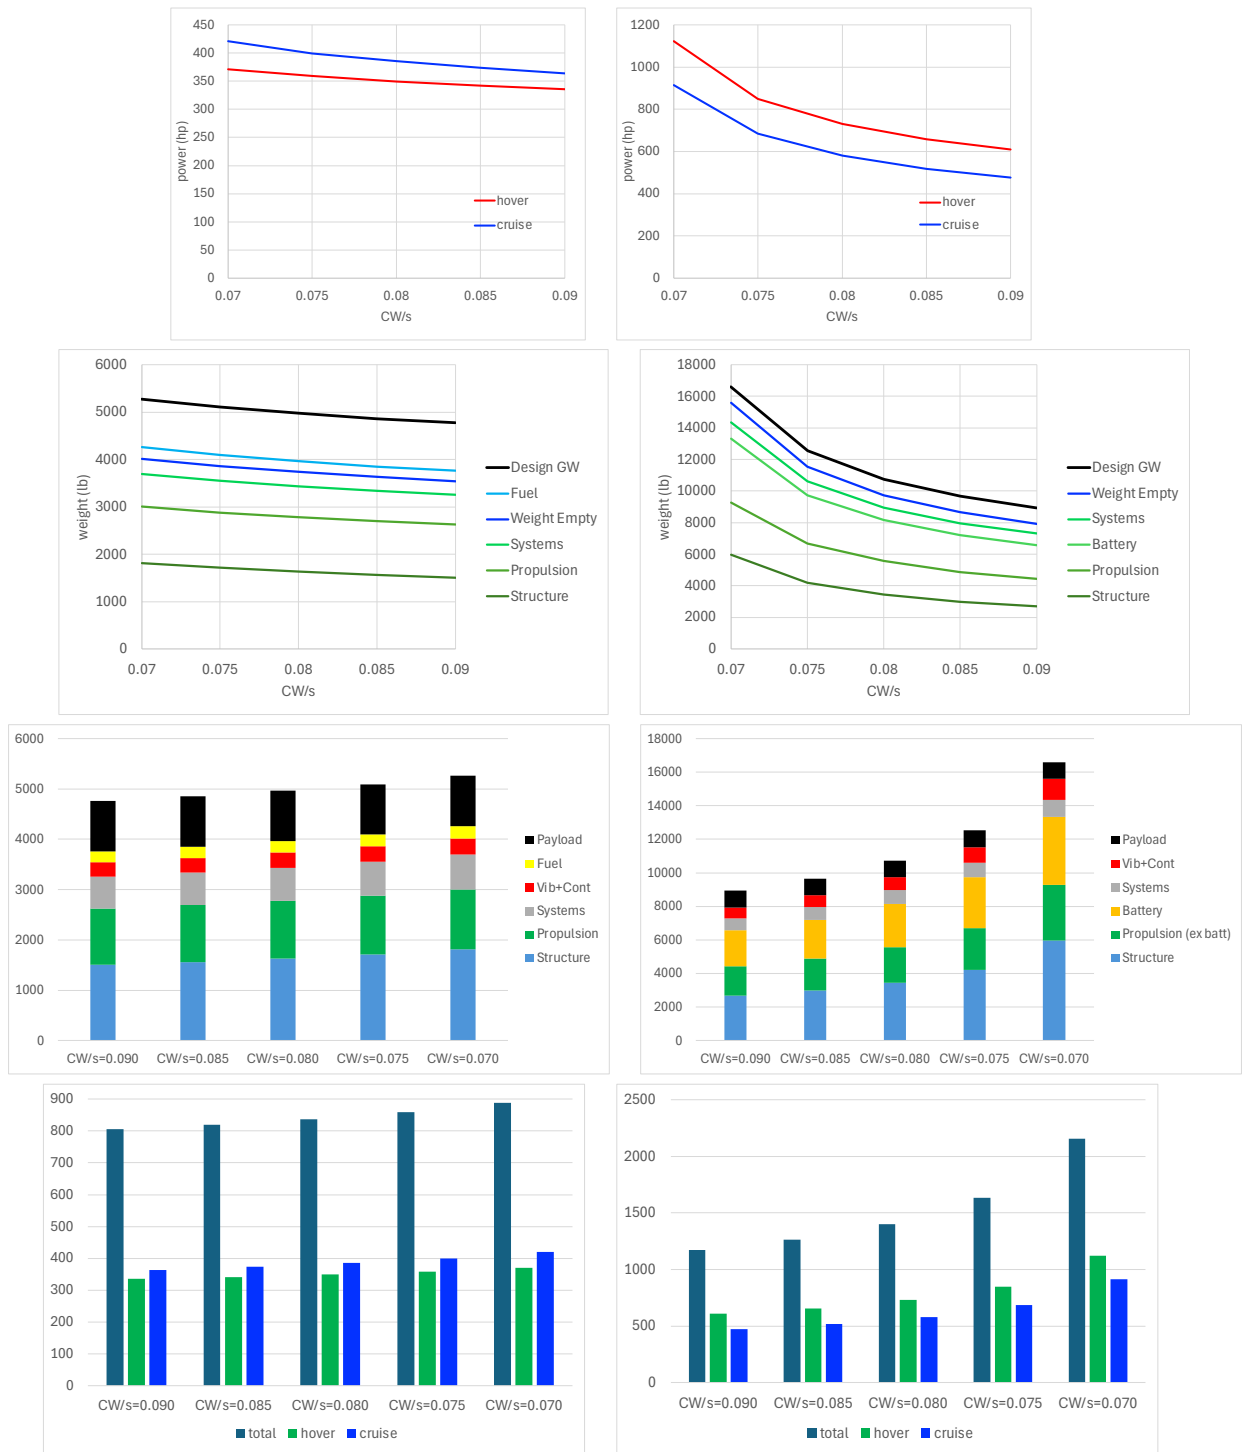 450
400
350
300
250
200
150
100
50
0
power (hp)
hover
cruise
0.07 0.075 0.08 0.085 0.09
CW/s
1200
1000
800
600
400
200
0
power (hp)
hover
cruise
0.07 0.075 0.08 0.085 0.09
CW/s
6000
5000
4000
3000
2000
1000
0
weight (lb)
0.07 0.075 0.08 0.085 0.09
CW/s
Design GW
Fuel
Weight Empty
Systems
Propulsion
Structure
18000
16000
14000
12000
10000
8000
6000
4000
2000
0
weight (lb)
0.07 0.075 0.08 0.085 0.09
CW/s
Design GW
Weight Empty
Systems
Battery
Propulsion
Structure
6000
5000
4000
3000
2000
1000
0
CW/s=0.090 CW/s=0.085 CW/s=0.080 CW/s=0.075 CW/s=0.070
Payload
Fuel
Vib+Cont
Systems
Propulsion
Structure
18000
16000
14000
12000
10000
8000
6000
4000
2000
0
CW/s=0.090 CW/s=0.085 CW/s=0.080 CW/s=0.075 CW/s=0.070
Payload
Vib+Cont
Systems
Battery
Propulsion (ex batt)
Structure
900
800
700
600
500
400
300
200
100
0
CW/s=0.090 CW/s=0.085 CW/s=0.080 CW/s=0.075 CW/s=0.070
total hover cruise
2500
2000
1500
1000
500
0
CW/s=0.090 CW/s=0.085 CW/s=0.080 CW/s=0.075 CW/s=0.070
total hover cruise